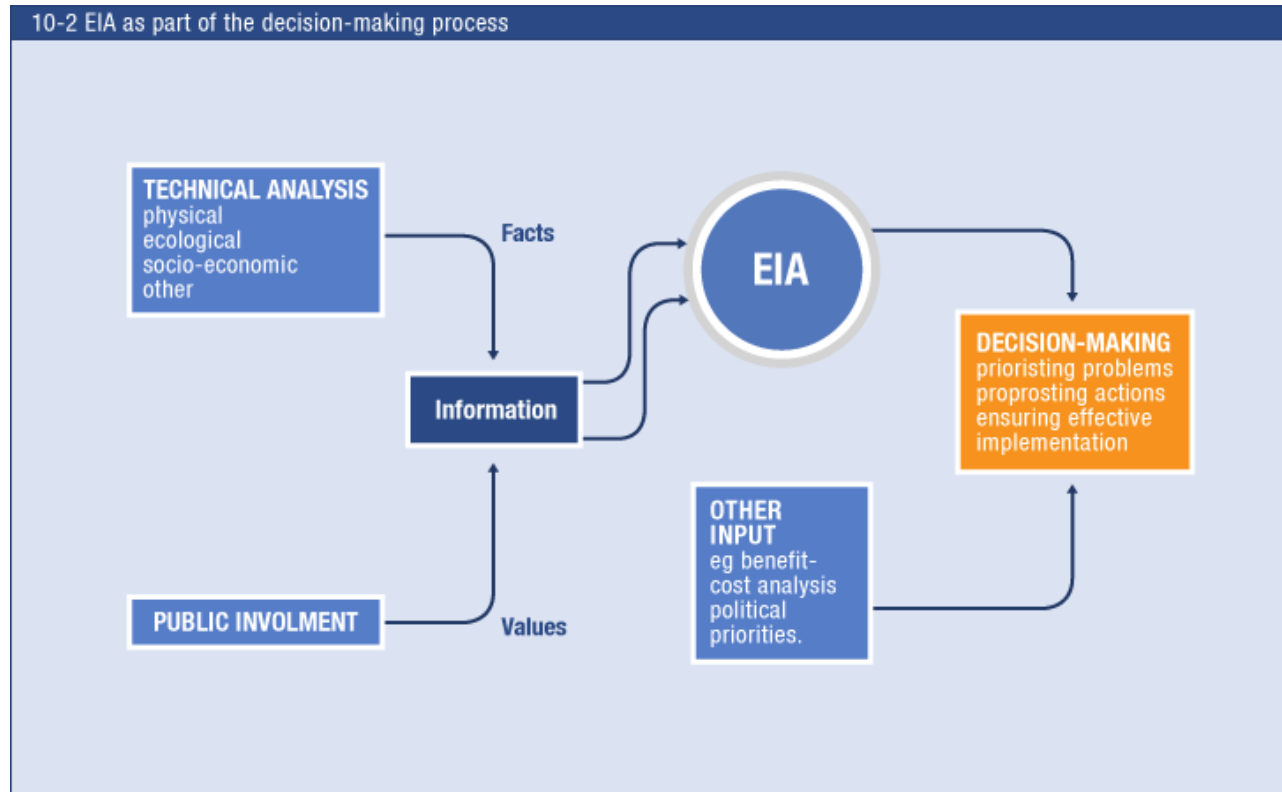 10-2 EIA as part of the decision-making process
TECHNICAL ANALYSIS
physical
ecological
socio-economic
other
Facts
EIA
DECISION-MAKING
prioristing problems
proprosting actions
ensuring effective
implementation
Information
OTHER
INPUT
eg benefit-
cost analysis
political
priorities.
PUBLIC INVOLMENT
Values